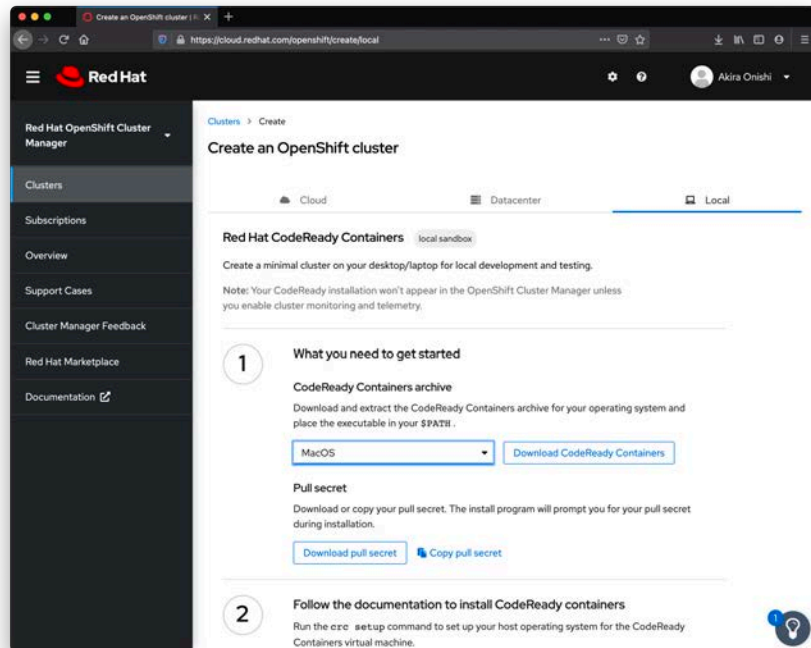 Create an OpenShift cluster | R
https://cloud.redhat.com/openshift/create/local
Red Hat
Akira Onishi
Red Hat OpenShift Cluster
Manager
Clusters
Subscriptions
Overview
Support Cases
Cluster Manager Feedback
Red Hat Marketplace
Documentation
Clusters > Create
Create an OpenShift cluster
Cloud
Datacenter
Local
Red Hat CodeReady Containers local sandbox
Create a minimal cluster on your desktop/laptop for local development and testing.
Note: Your CodeReady installation won't appear in the OpenShift Cluster Manager unless
you enable cluster monitoring and telemetry.
1
What you need to get started
CodeReady Containers archive
Download and extract the CodeReady Containers archive for your operating system and
place the executable in your $PATH.
MacOS
Download CodeReady Containers
Pull secret
Download or copy your pull secret. The install program will prompt you for your pull secret
during installation.
Download pull secret
Copy pull secret
2
Follow the documentation to install CodeReady containers
Run the crc setup command to set up your host operating system for the CodeReady
Containers virtual machine.
1